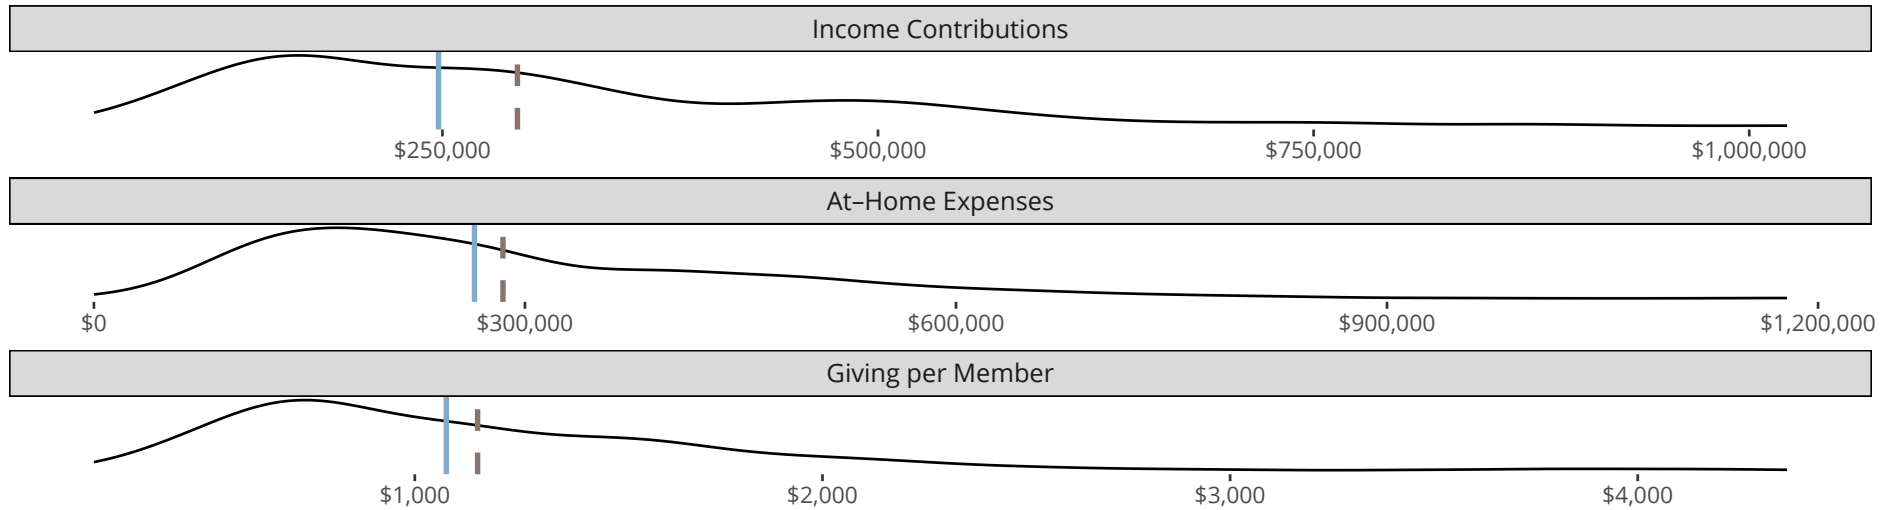 Income Contributions
$250,000 $500,000 $750,000 $1,000,000
At–Home Expenses
$0 $300,000 $600,000 $900,000 $1,200,000
Giving per Member
$1,000 $2,000 $3,000 $4,000